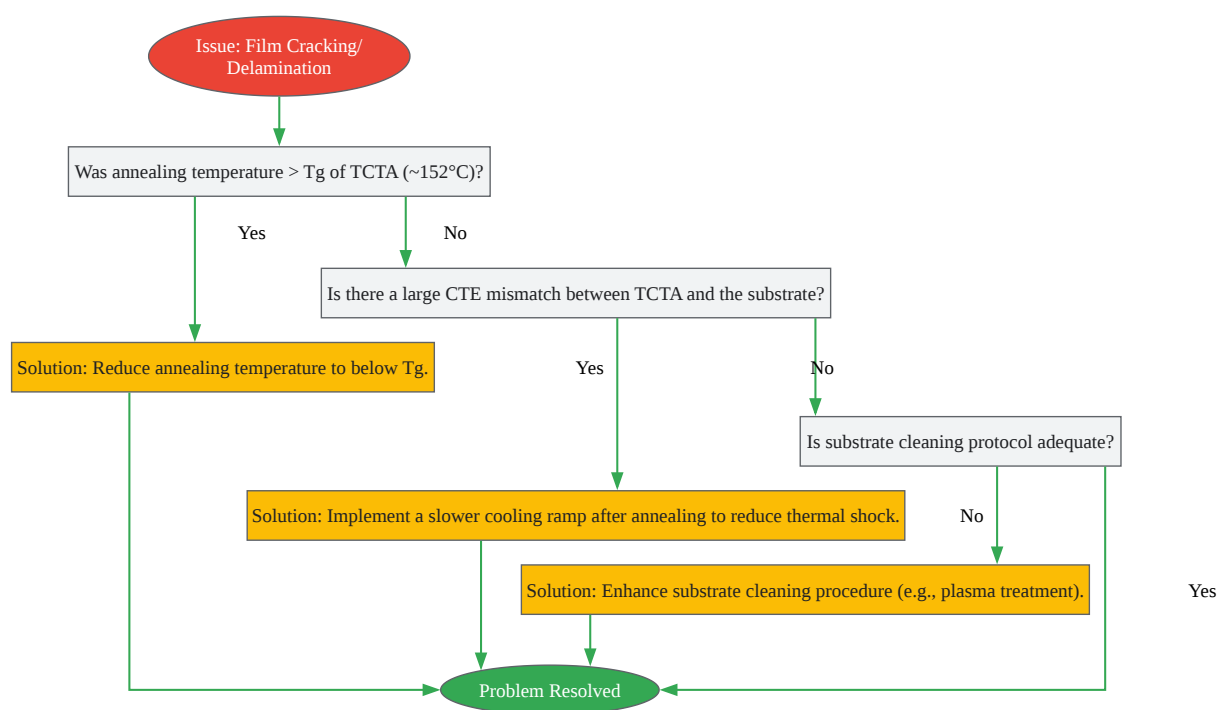 Issue: Film Cracking/
Delamination
Was annealing temperature > Tg of TCTA (~152°C)?
Yes
No
Is there a large CTE mismatch between TCTA and the substrate?
Solution: Reduce annealing temperature to below Tg.
Yes
No
Is substrate cleaning protocol adequate?
Solution: Implement a slower cooling ramp after annealing to reduce thermal shock.
No
Solution: Enhance substrate cleaning procedure (e.g., plasma treatment).
Yes
Problem Resolved